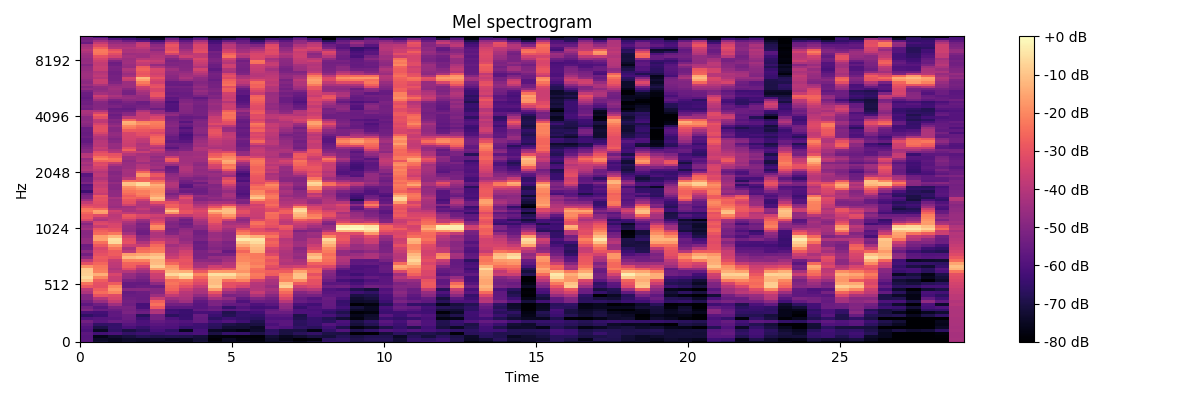 Mel spectrogram
+0 dB
8192
-10 dB
4096
-20 dB
-30 dB
2048
Hz
-40 dB
1024
-50 dB
-60 dB
512
-70 dB
0
-80 dB
0 5 10 15 20 25
Time